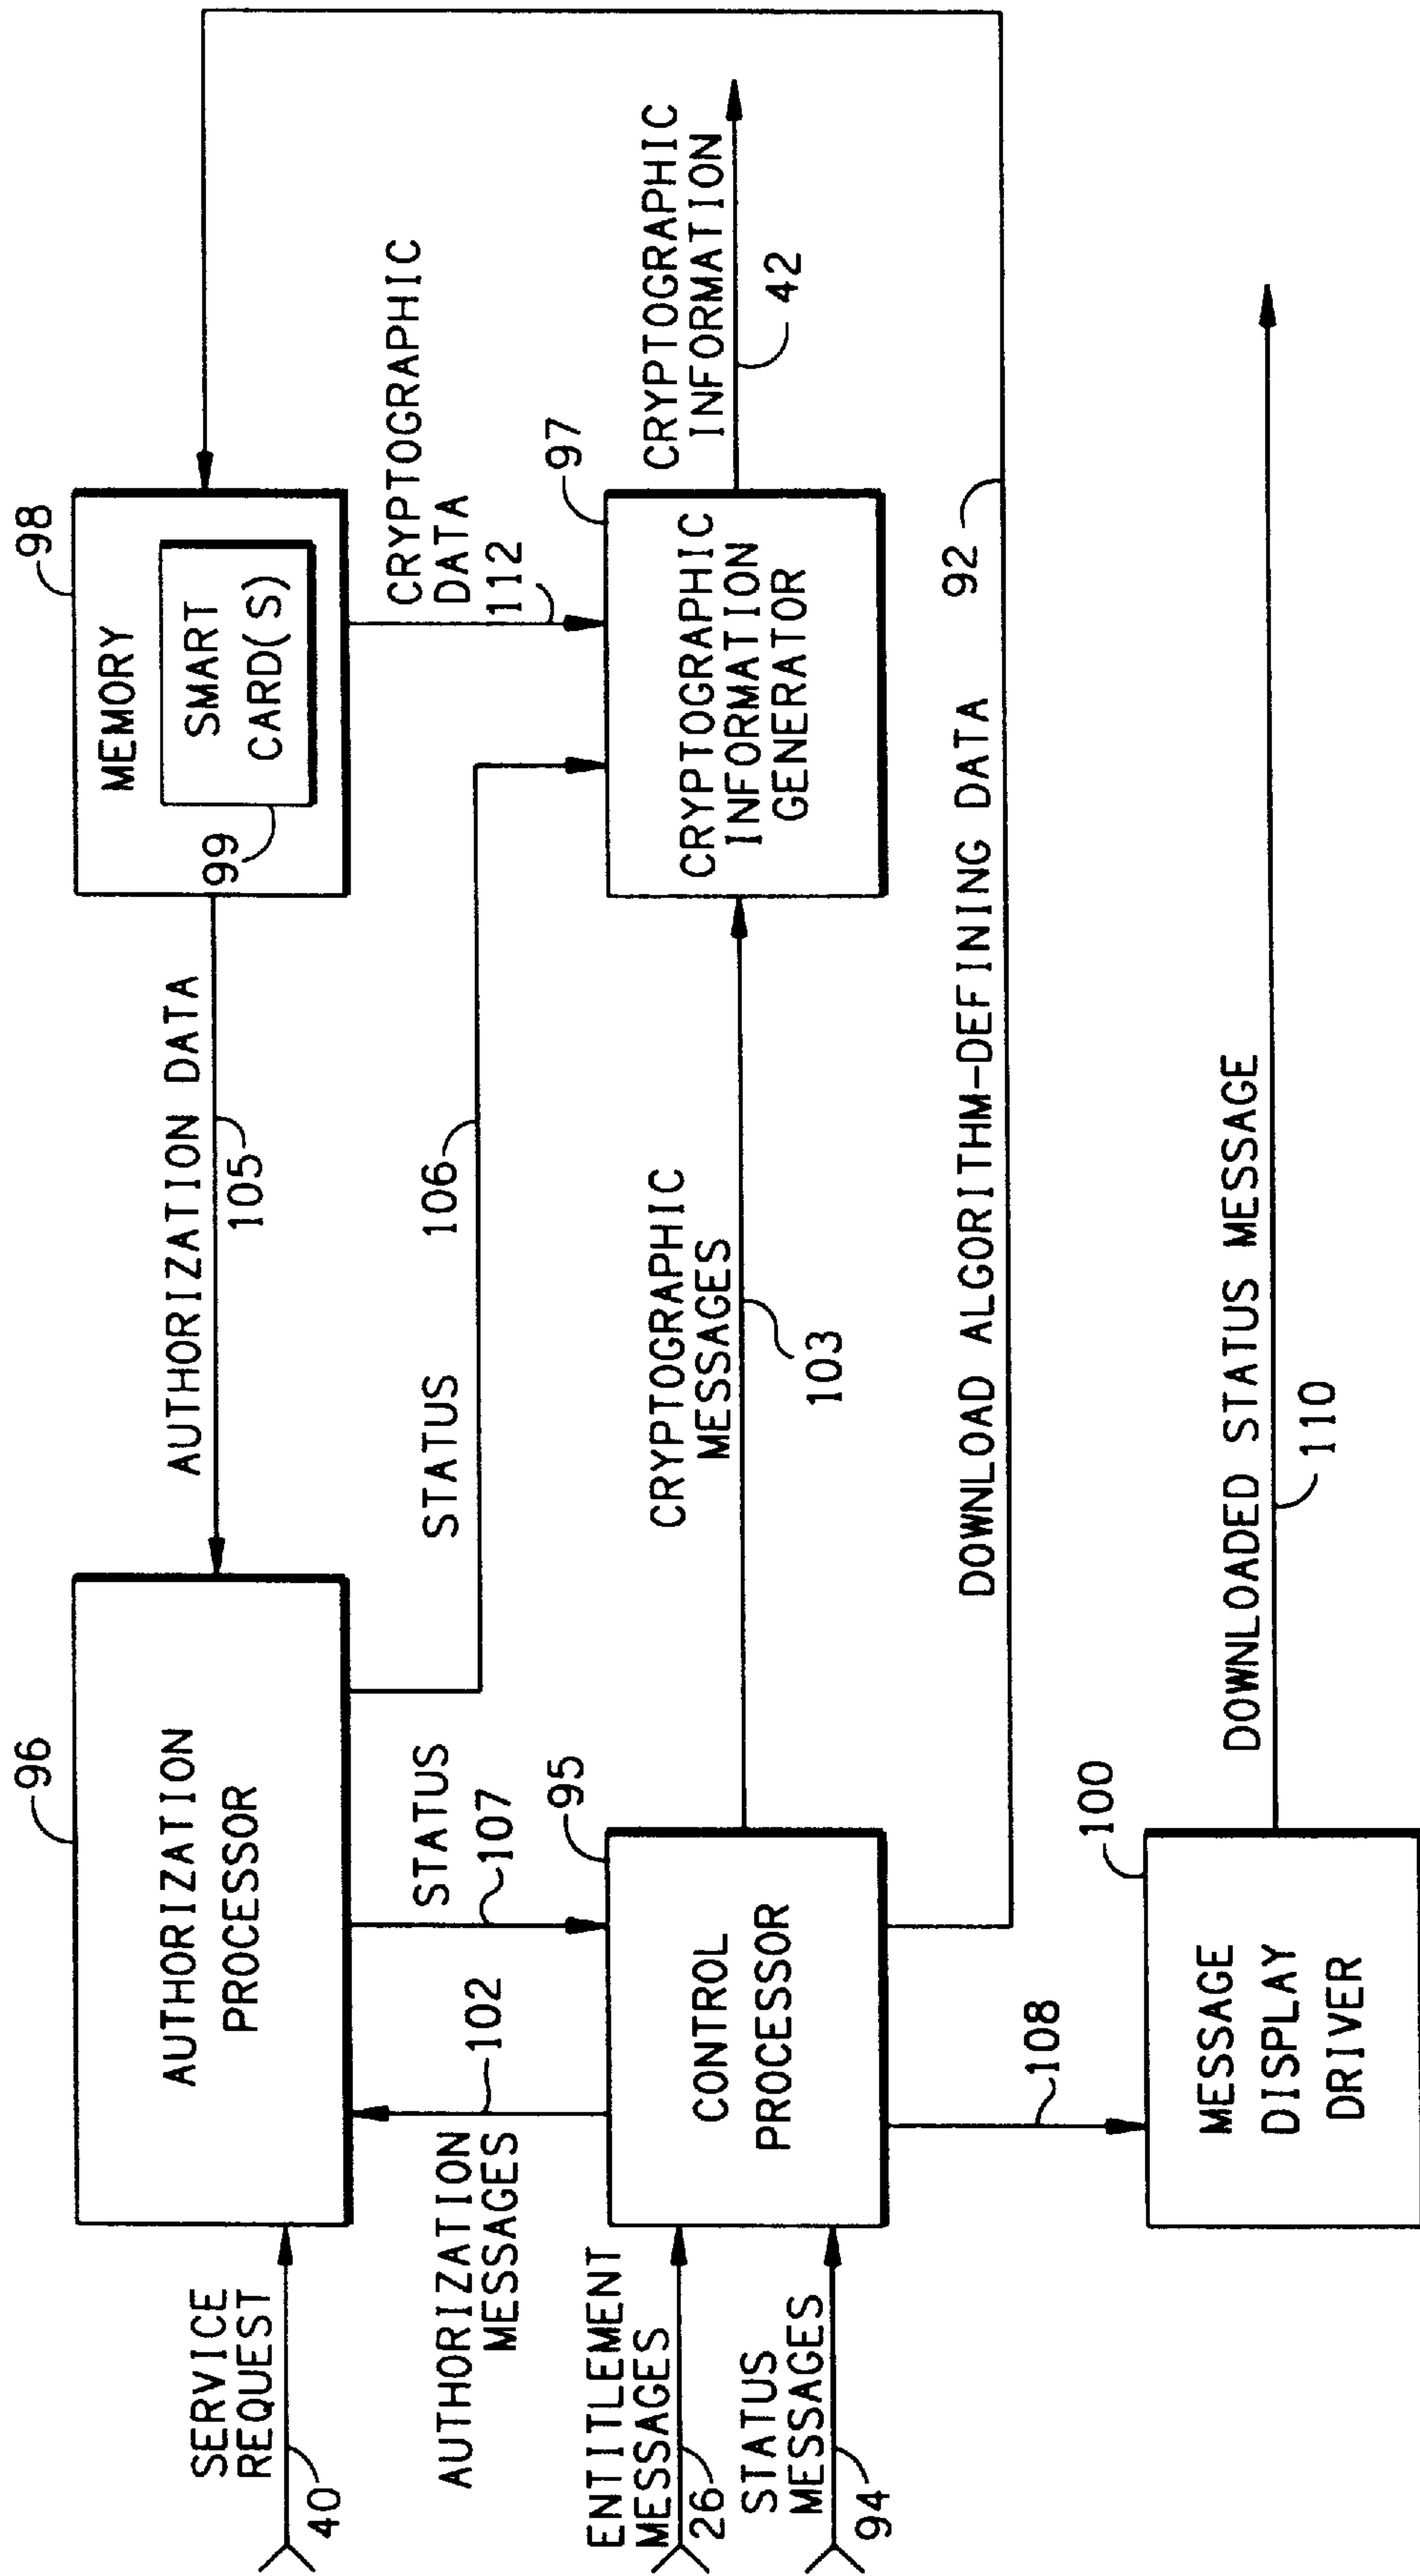 96
98
SERVICE
REQUEST
40
AUTHORIZATION
PROCESSOR
AUTHORIZATION DATA
105
MEMORY
SMART
CARD(S)
99
AUTHORIZATION
MESSAGES
102
STATUS
107
STATUS
106
CRYPTOGRAPHIC
DATA
112
95
97
ENTITLEMENT
MESSAGES
26
STATUS
MESSAGES
94
CONTROL
PROCESSOR
CRYPTOGRAPHIC
MESSAGES
103
CRYPTOGRAPHIC
INFORMATION
GENERATOR
CRYPTOGRAPHIC
INFORMATION
42
DOWNLOAD ALGORITHM-DEFINING DATA
92
108
100
MESSAGE
DISPLAY
DRIVER
DOWNLOADED STATUS MESSAGE
110